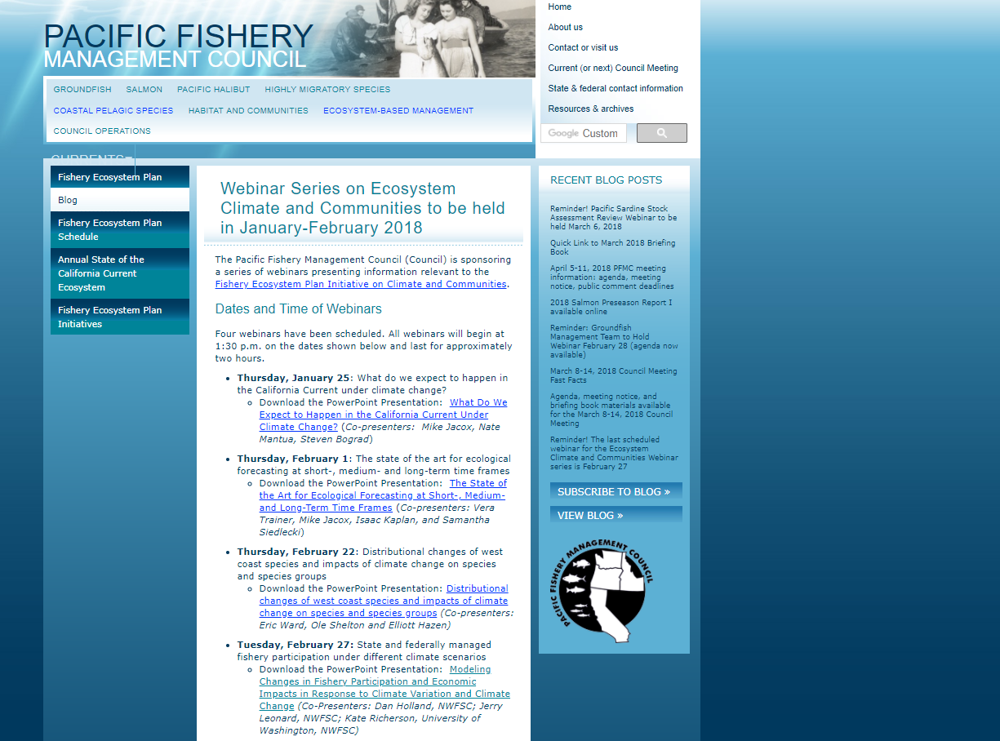 PACIFIC FISHERY
MANAGEMENT COUNCIL
Home
About us
Contact or visit us
Current (or next) Council Meeting
State & federal contact information
Resources & archives
Google Custom
GROUNDFISH SALMON PACIFIC HALIBUT HIGHLY MIGRATORY SPECIES
COASTAL PELAGIC SPECIES HABITAT AND COMMUNITIES ECOSYSTEM-BASED MANAGEMENT
COUNCIL OPERATIONS
CURRENTS
Fishery Ecosystem Plan
Blog
Fishery Ecosystem Plan
Schedule
Annual State of the
California Current
Ecosystem
Fishery Ecosystem Plan
Initiatives
Webinar Series on Ecosystem
Climate and Communities to be held
in January-February 2018
The Pacific Fishery Management Council (Council) is sponsoring
a series of webinars presenting information relevant to the
Fishery Ecosystem Plan Initiative on Climate and Communities.
Dates and Time of Webinars
Four webinars have been scheduled. All webinars will begin at
1:30 p.m. on the dates shown below and last for approximately
two hours.
• Thursday, January 25: What do we expect to happen in
the California Current under climate change?
◦ Download the PowerPoint Presentation: What Do We
Expect to Happen in the California Current Under
Climate Change? (Co-presenters: Mike Jacox, Nate
Mantua, Steven Bograd)
• Thursday, February 1: The state of the art for ecological
forecasting at short-, medium- and long-term time frames
◦ Download the PowerPoint Presentation: The State of
the Art for Ecological Forecasting at Short-, Medium-
and Long-Term Time Frames (Co-presenters: Vera
Trainer, Mike Jacox, Isaac Kaplan, and Samantha
Siedlecki)
• Thursday, February 22: Distributional changes of west
coast species and impacts of climate change on species
and species groups
◦ Download the PowerPoint Presentation: Distributional
changes of west coast species and impacts of climate
change on species and species groups (Co-presenters:
Eric Ward, Ole Shelton and Elliott Hazen)
• Tuesday, February 27: State and federally managed
fishery participation under different climate scenarios
◦ Download the PowerPoint Presentation: Modeling
Changes in Fishery Participation and Economic
Impacts in Response to Climate Variation and Climate
Change (Co-Presenters: Dan Holland, NWFSC; Jerry
Leonard, NWFSC; Kate Richerson, University of
Washington, NWFSC)
RECENT BLOG POSTS
Reminder! Pacific Sardine Stock
Assessment Review Webinar to be
held March 6, 2018
Quick Link to March 2018 Briefing
Book
April 5-11, 2018 PFMC meeting
information: agenda, meeting
notice, public comment deadlines
2018 Salmon Preseason Report I
available online
Reminder: Groundfish
Management Team to Hold
Webinar February 28 (agenda now
available)
March 8-14, 2018 Council Meeting
Fast Facts
Agenda, meeting notice, and
briefing book materials available
for the March 8-14, 2018 Council
Meeting
Reminder! The last scheduled
webinar for the Ecosystem
Climate and Communities Webinar
series is February 27
SUBSCRIBE TO BLOG »
VIEW BLOG »
PACIFIC FISHERY MANAGEMENT COUNCIL